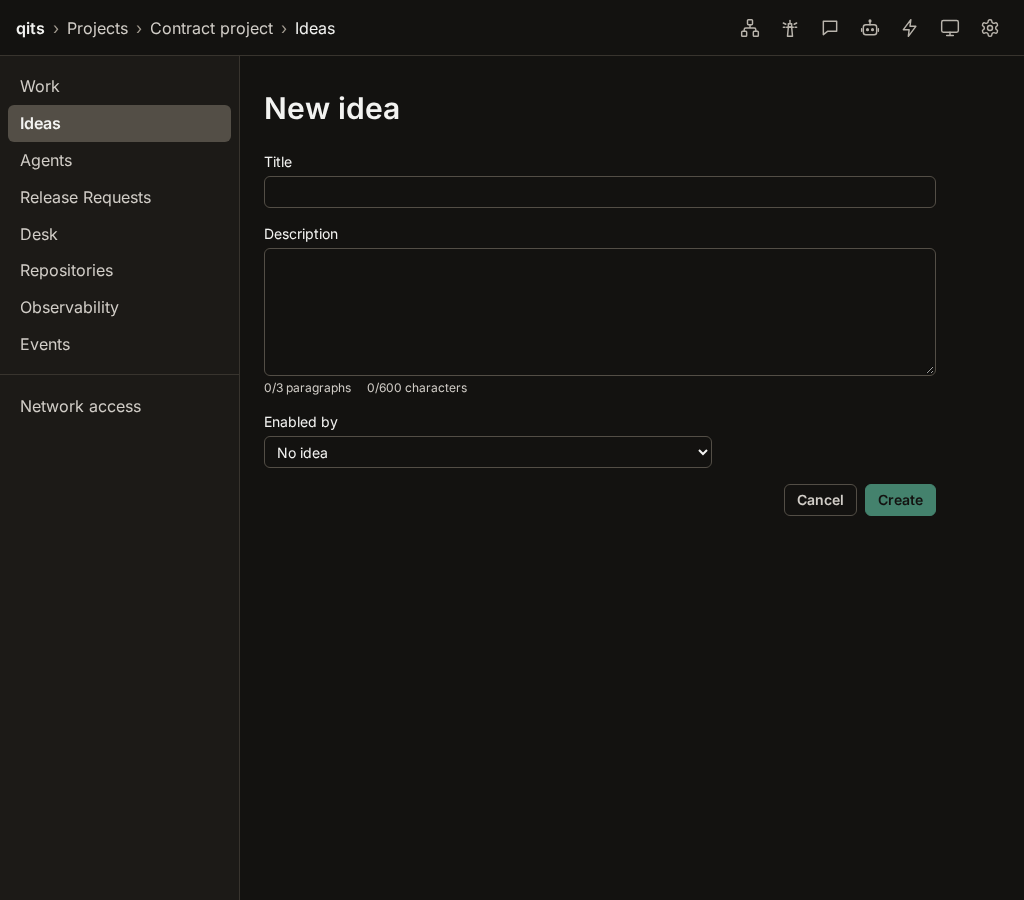 qits › Projects › Contract project › Ideas
Work
Ideas
Agents
Release Requests
Desk
Repositories
Observability
Events
Network access
New idea
Title
Description
0/3 paragraphs 0/600 characters
Enabled by
No idea
Cancel Create